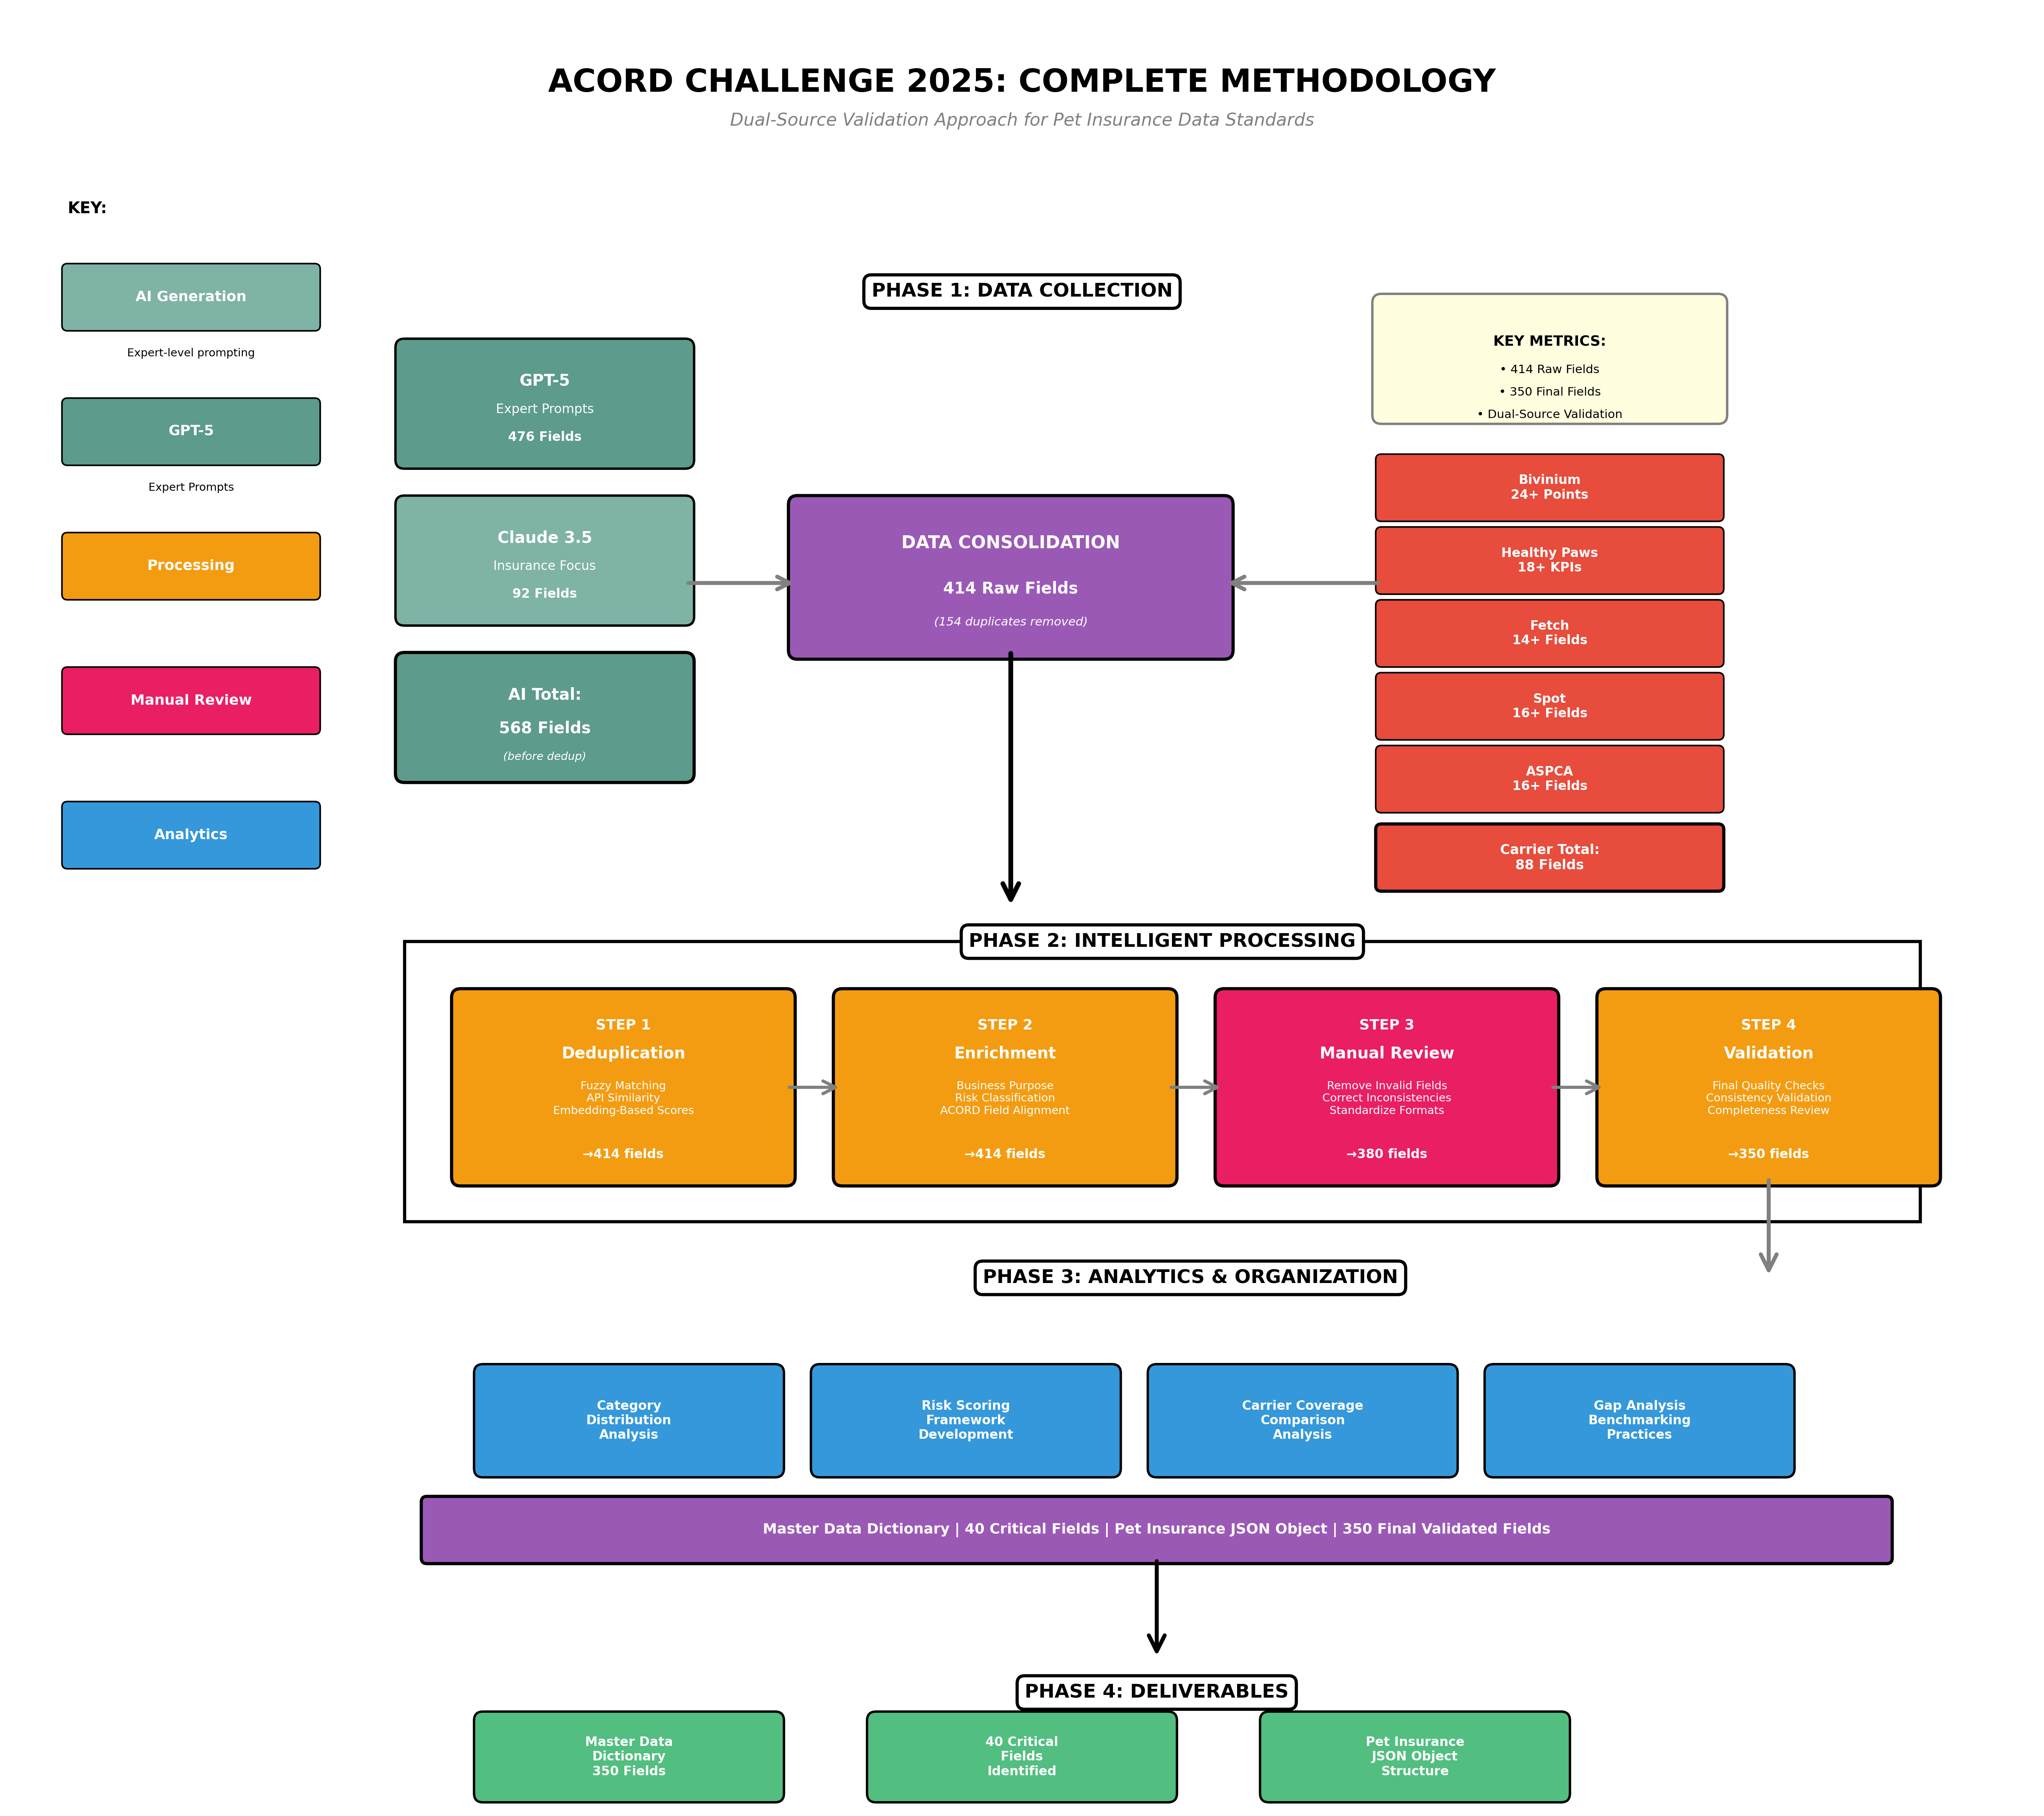 ACORD CHALLENGE 2025: COMPLETE METHODOLOGY
Dual-Source Validation Approach for Pet Insurance Data Standards
KEY:
AI Generation
Expert-level prompting
GPT-5
Expert Prompts
Processing
Manual Review
Analytics
PHASE 1: DATA COLLECTION
GPT-5
Expert Prompts
476 Fields
Claude 3.5
Insurance Focus
92 Fields
AI Total:
568 Fields
(before dedup)
DATA CONSOLIDATION
414 Raw Fields
(154 duplicates removed)
KEY METRICS:
• 414 Raw Fields
• 350 Final Fields
• Dual-Source Validation
Bivinium
24+ Points
Healthy Paws
18+ KPIs
Fetch
14+ Fields
Spot
16+ Fields
ASPCA
16+ Fields
Carrier Total:
88 Fields
PHASE 2: INTELLIGENT PROCESSING
STEP 1
Deduplication
Fuzzy Matching
API Similarity
Embedding-Based Scores
→414 fields
STEP 2
Enrichment
Business Purpose
Risk Classification
ACORD Field Alignment
→414 fields
STEP 3
Manual Review
Remove Invalid Fields
Correct Inconsistencies
Standardize Formats
→380 fields
STEP 4
Validation
Final Quality Checks
Consistency Validation
Completeness Review
→350 fields
PHASE 3: ANALYTICS & ORGANIZATION
Category
Distribution
Analysis
Risk Scoring
Framework
Development
Carrier Coverage
Comparison
Analysis
Gap Analysis
Benchmarking
Practices
Master Data Dictionary | 40 Critical Fields | Pet Insurance JSON Object | 350 Final Validated Fields
PHASE 4: DELIVERABLES
Master Data
Dictionary
350 Fields
40 Critical
Fields
Identified
Pet Insurance
JSON Object
Structure